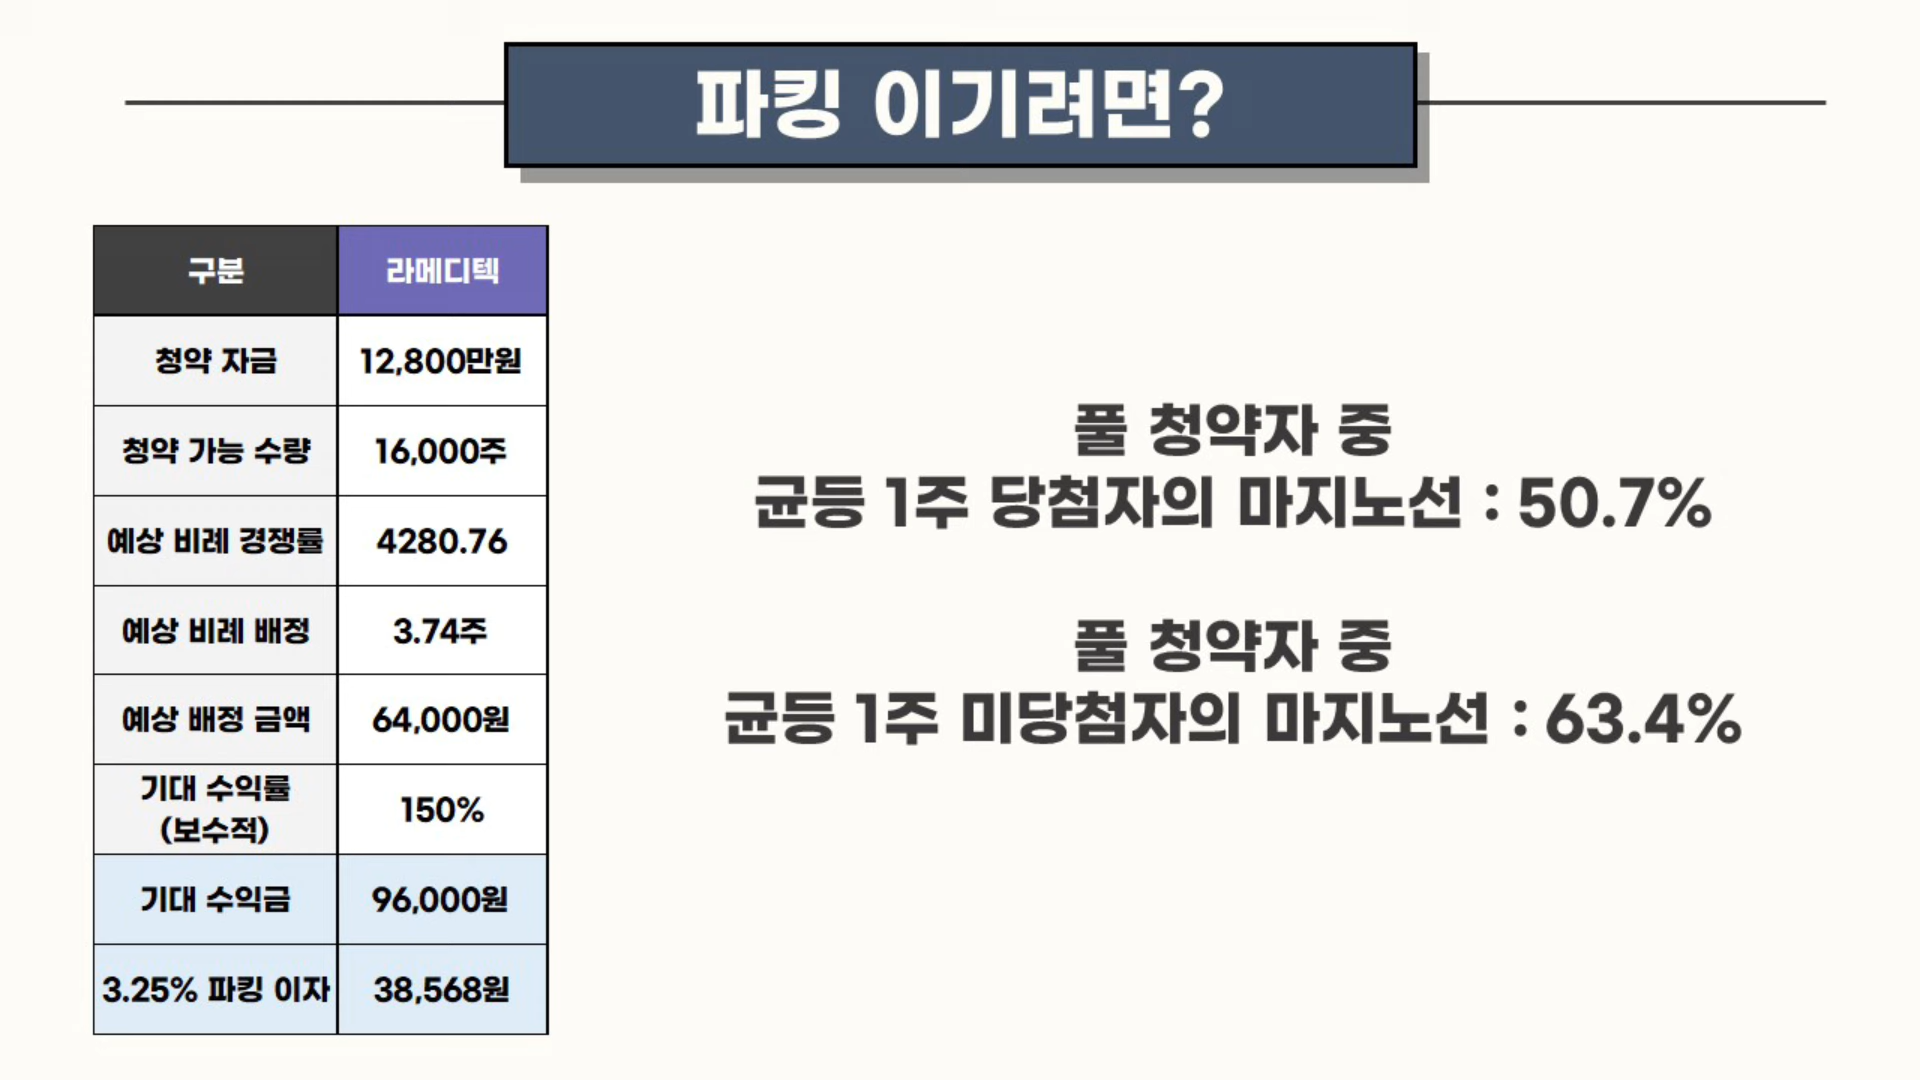 파킹 이기려면?
구분 라메디텍
청약 자금 12,800만원
청약 가능 수량 16,000주
예상 비례 경쟁률 4280.76
예상 비례 배정 3.74주
예상 배정 금액 64,000원
기대 수익률
(보수적) 150%
기대 수익금 96,000원
3.25% 파킹 이자 38,568원
풀 청약자 중
균등 1주 당첨자의 마지노선 : 50.7%
풀 청약자 중
균등 1주 미당첨자의 마지노선 : 63.4%